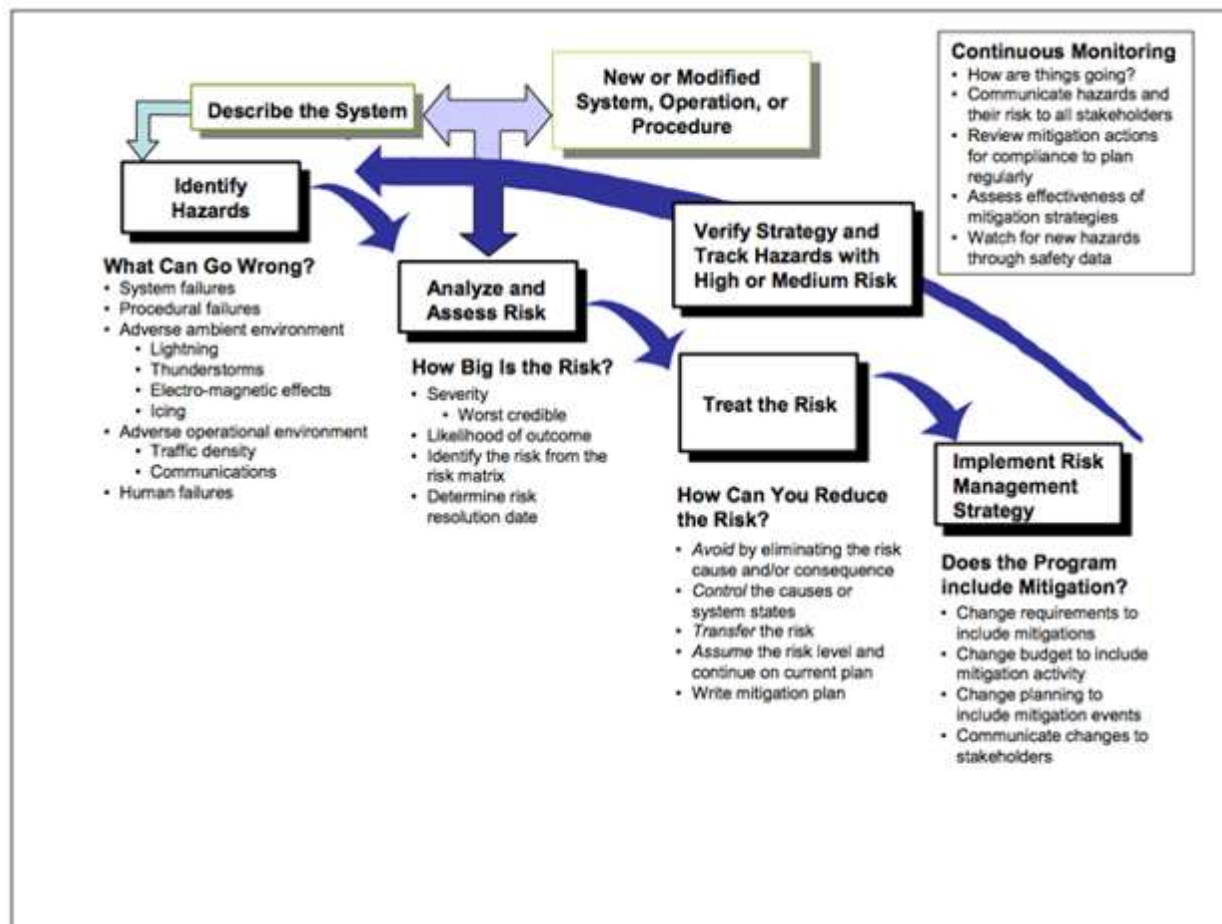 Describe the System
New or Modified
System, Operation, or
Procedure
Continuous Monitoring
• How are things going?
• Communicate hazards and
their risk to all stakeholders
• Review mitigation actions
for compliance to plan
regularly
• Assess effectiveness of
mitigation strategies
• Watch for new hazards
through safety data
Identify
Hazards
What Can Go Wrong?
• System failures
• Procedural failures
• Adverse ambient environment
• Lightning
• Thunderstorms
• Electro-magnetic effects
• Icing
• Adverse operational environment
• Traffic density
• Communications
• Human failures
Analyze and
Assess Risk
How Big Is the Risk?
• Severity
• Worst credible
• Likelihood of outcome
• Identify the risk from the
risk matrix
• Determine risk
resolution date
Verify Strategy and
Track Hazards with
High or Medium Risk
Treat the Risk
How Can You Reduce
the Risk?
• Avoid by eliminating the risk
cause and/or consequence
• Control the causes or
system states
• Transfer the risk
• Assume the risk level and
continue on current plan
• Write mitigation plan
Implement Risk
Management
Strategy
Does the Program
include Mitigation?
• Change requirements to
include mitigations
• Change budget to include
mitigation activity
• Change planning to
include mitigation events
• Communicate changes to
stakeholders